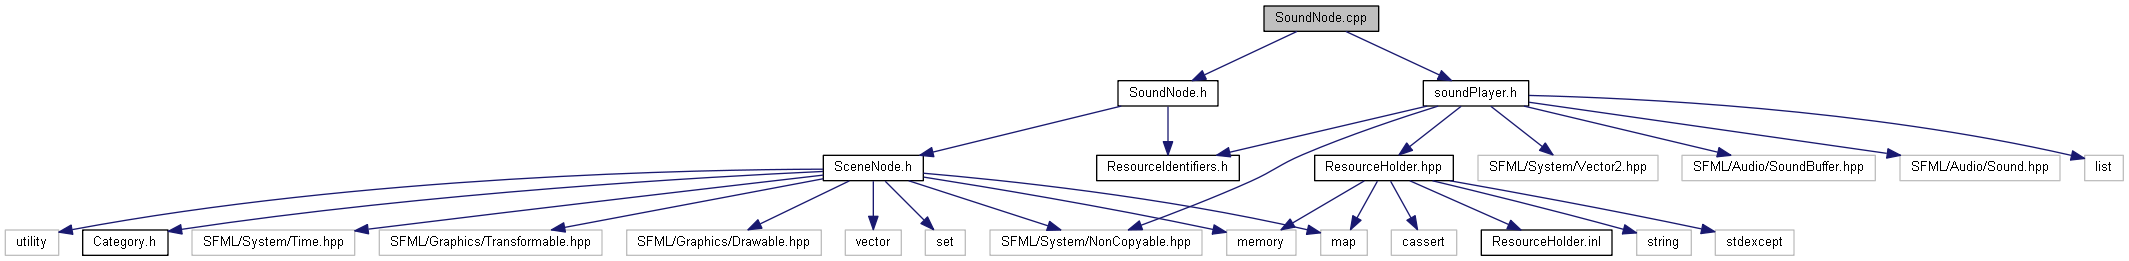 SoundNode.cpp
SoundNode.h
soundPlayer.h
SceneNode.h
ResourceIdentifiers.h
ResourceHolder.hpp
SFML/System/Vector2.hpp
SFML/Audio/SoundBuffer.hpp
SFML/Audio/Sound.hpp
list
utility
Category.h
SFML/System/Time.hpp
SFML/Graphics/Transformable.hpp
SFML/Graphics/Drawable.hpp
vector
set
SFML/System/NonCopyable.hpp
memory
map
cassert
ResourceHolder.inl
string
stdexcept